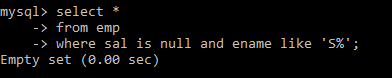 mysql> select *
    -> from emp
    -> where sal is null and ename like 'S%';
Empty set (0.00 sec)